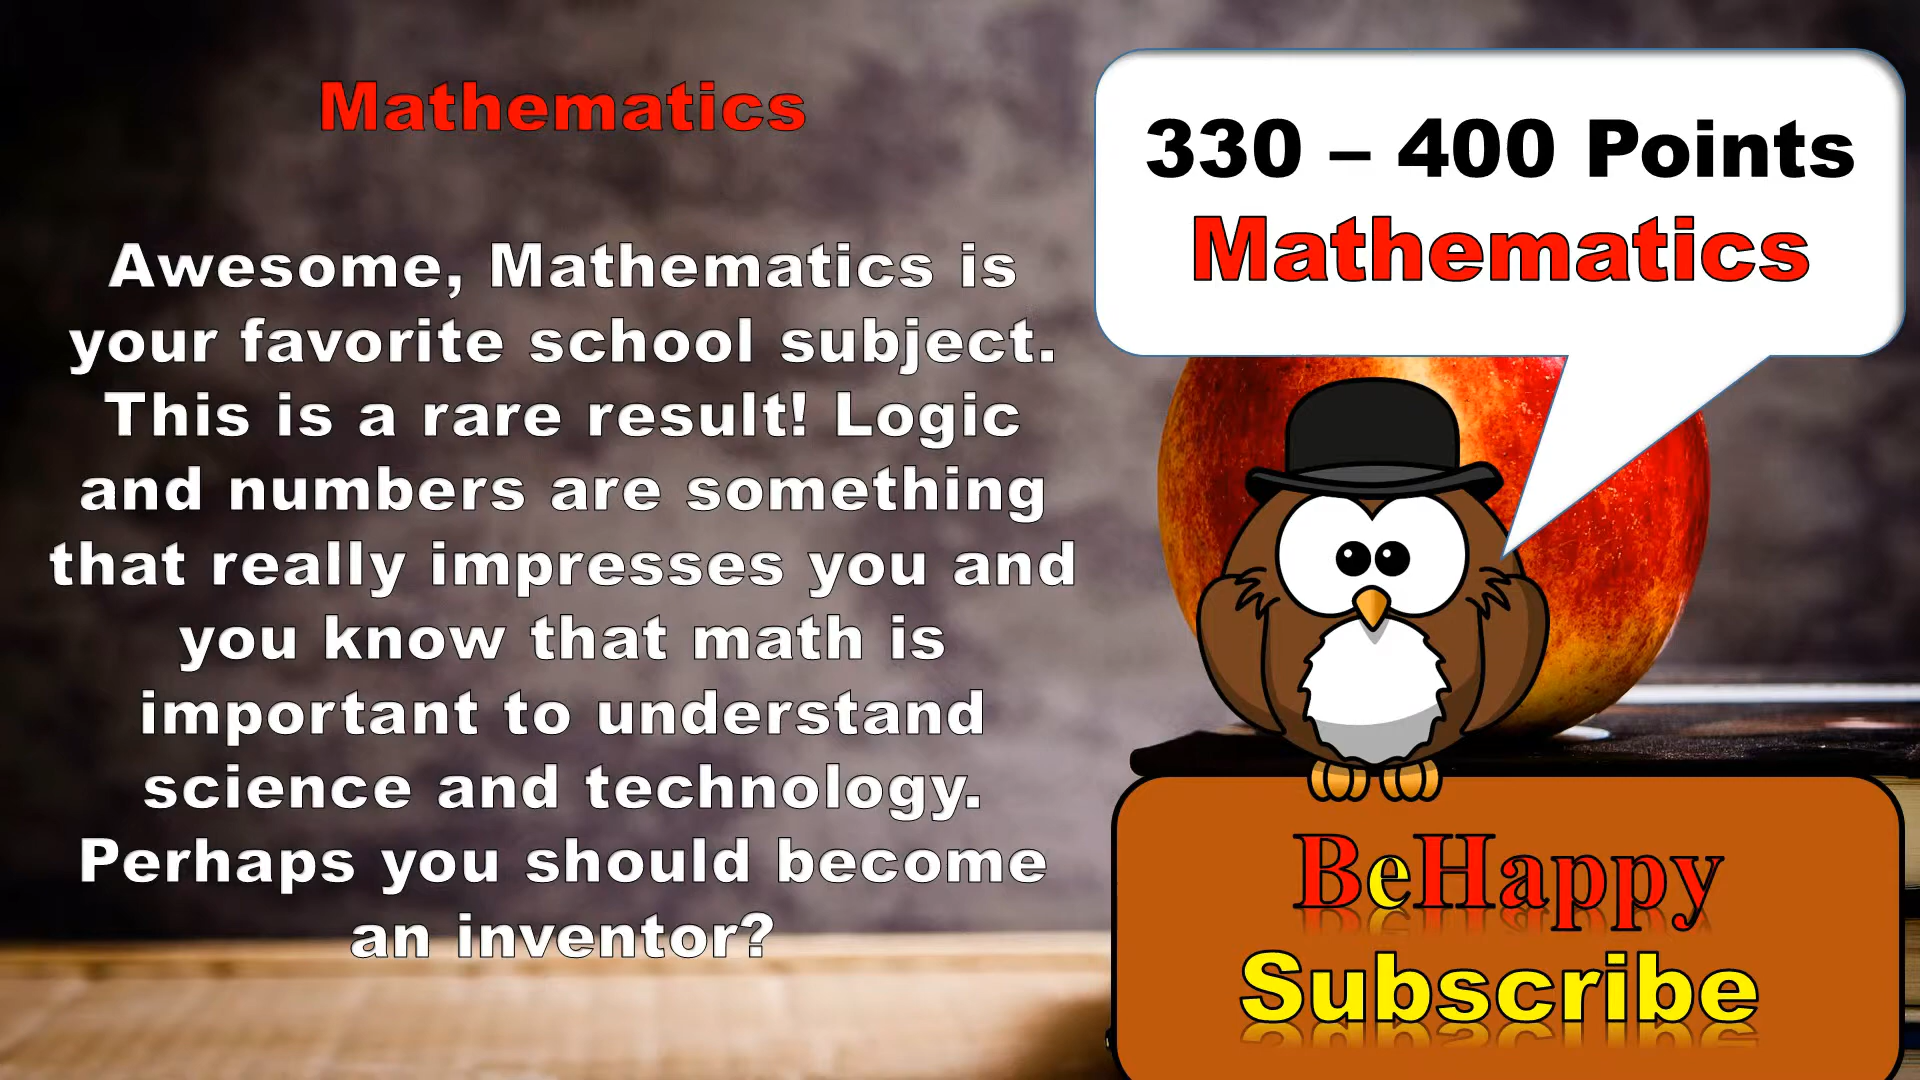 Mathematics
Awesome, Mathematics is
your favorite school subject.
This is a rare result! Logic
and numbers are something
that really impresses you and
you know that math is
important to understand
science and technology.
Perhaps you should become
an inventor?
330 – 400 Points
Mathematics
BeHappy
Subscribe